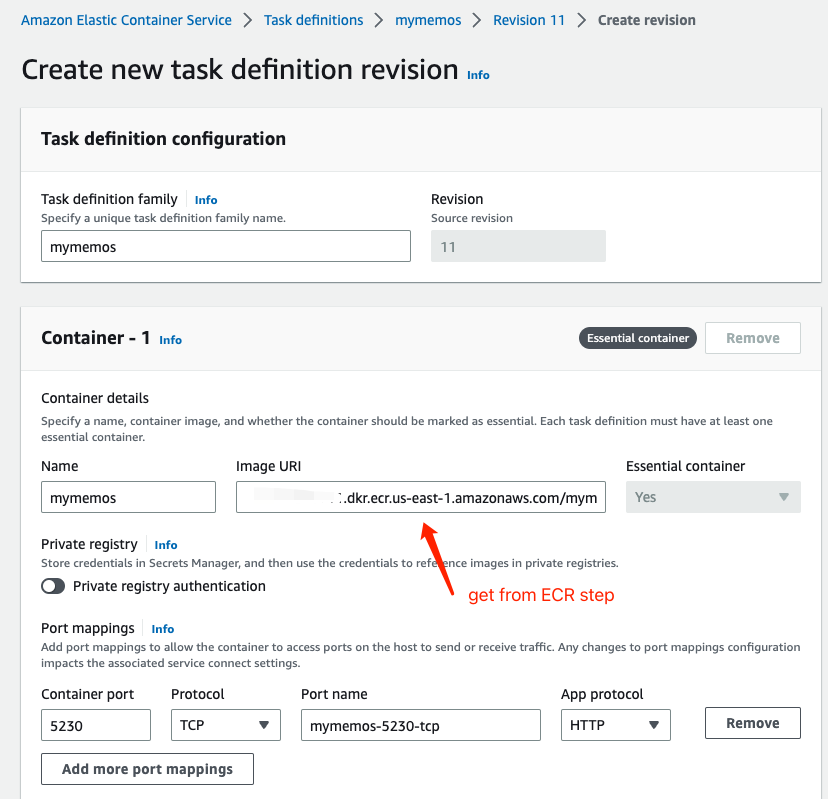 Amazon Elastic Container Service > Task definitions > mymemos > Revision 11 > Create revision
Create new task definition revision Info
Task definition configuration
Task definition family Info
Specify a unique task definition family name.
mymemos
Revision
Source revision
11
Container - 1 Info
Essential container
Remove
Container details
Specify a name, container image, and whether the container should be marked as essential. Each task definition must have at least one
essential container.
Name
mymemos
Image URI
.dkr.ecr.us-east-1.amazonaws.com/mym
Essential container
Yes
Private registry Info
Store credentials in Secrets Manager, and then use the credentials to reference images in private registries.
Private registry authentication
get from ECR step
Port mappings Info
Add port mappings to allow the container to access ports on the host to send or receive traffic. Any changes to port mappings configuration
impacts the associated service connect settings.
Container port
5230
Protocol
TCP
Port name
mymemos-5230-tcp
App protocol
HTTP
Remove
Add more port mappings